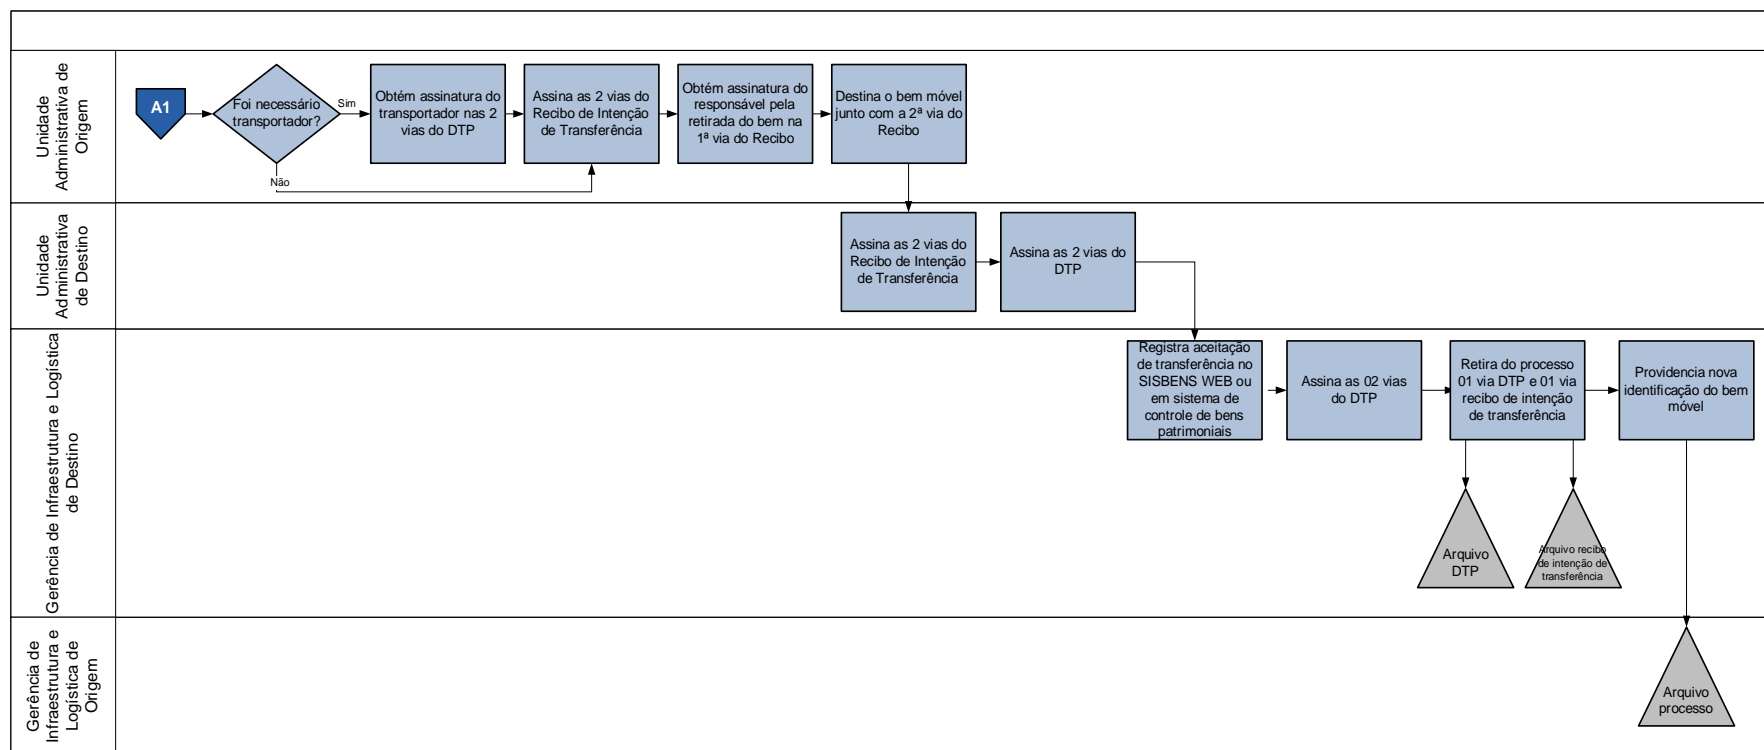 Unidade
Administrativa de
Origem
A1
Foi necessário
transportador?
Sim
Não
Obtém assinatura do
transportador nas 2
vias do DTP
Assina as 2 vias do
Recibo de Intenção
de Transferência
Obtém assinatura do
responsável pela
retirada do bem na
1ª via do Recibo
Destina o bem móvel
junto com a 2ª via do
Recibo
Unidade
Administrativa
de Destino
Assina as 2 vias do
Recibo de Intenção
de Transferência
Assina as 2 vias do
DTP
Gerência de Infraestrutura e Logística
de Destino
Registra aceitação
de transferência no
SISBENS WEB ou
em sistema de
controle de bens
patrimoniais
Assina as 02 vias
do DTP
Retira do processo
01 via DTP e 01 via
recibo de intenção
de transferência
Providencia nova
identificação do bem
móvel
Arquivo
DTP
Arquivo recibo
de intenção de
transferência
Gerência de
Infraestrutura e
Logística de
Origem
Arquivo
processo